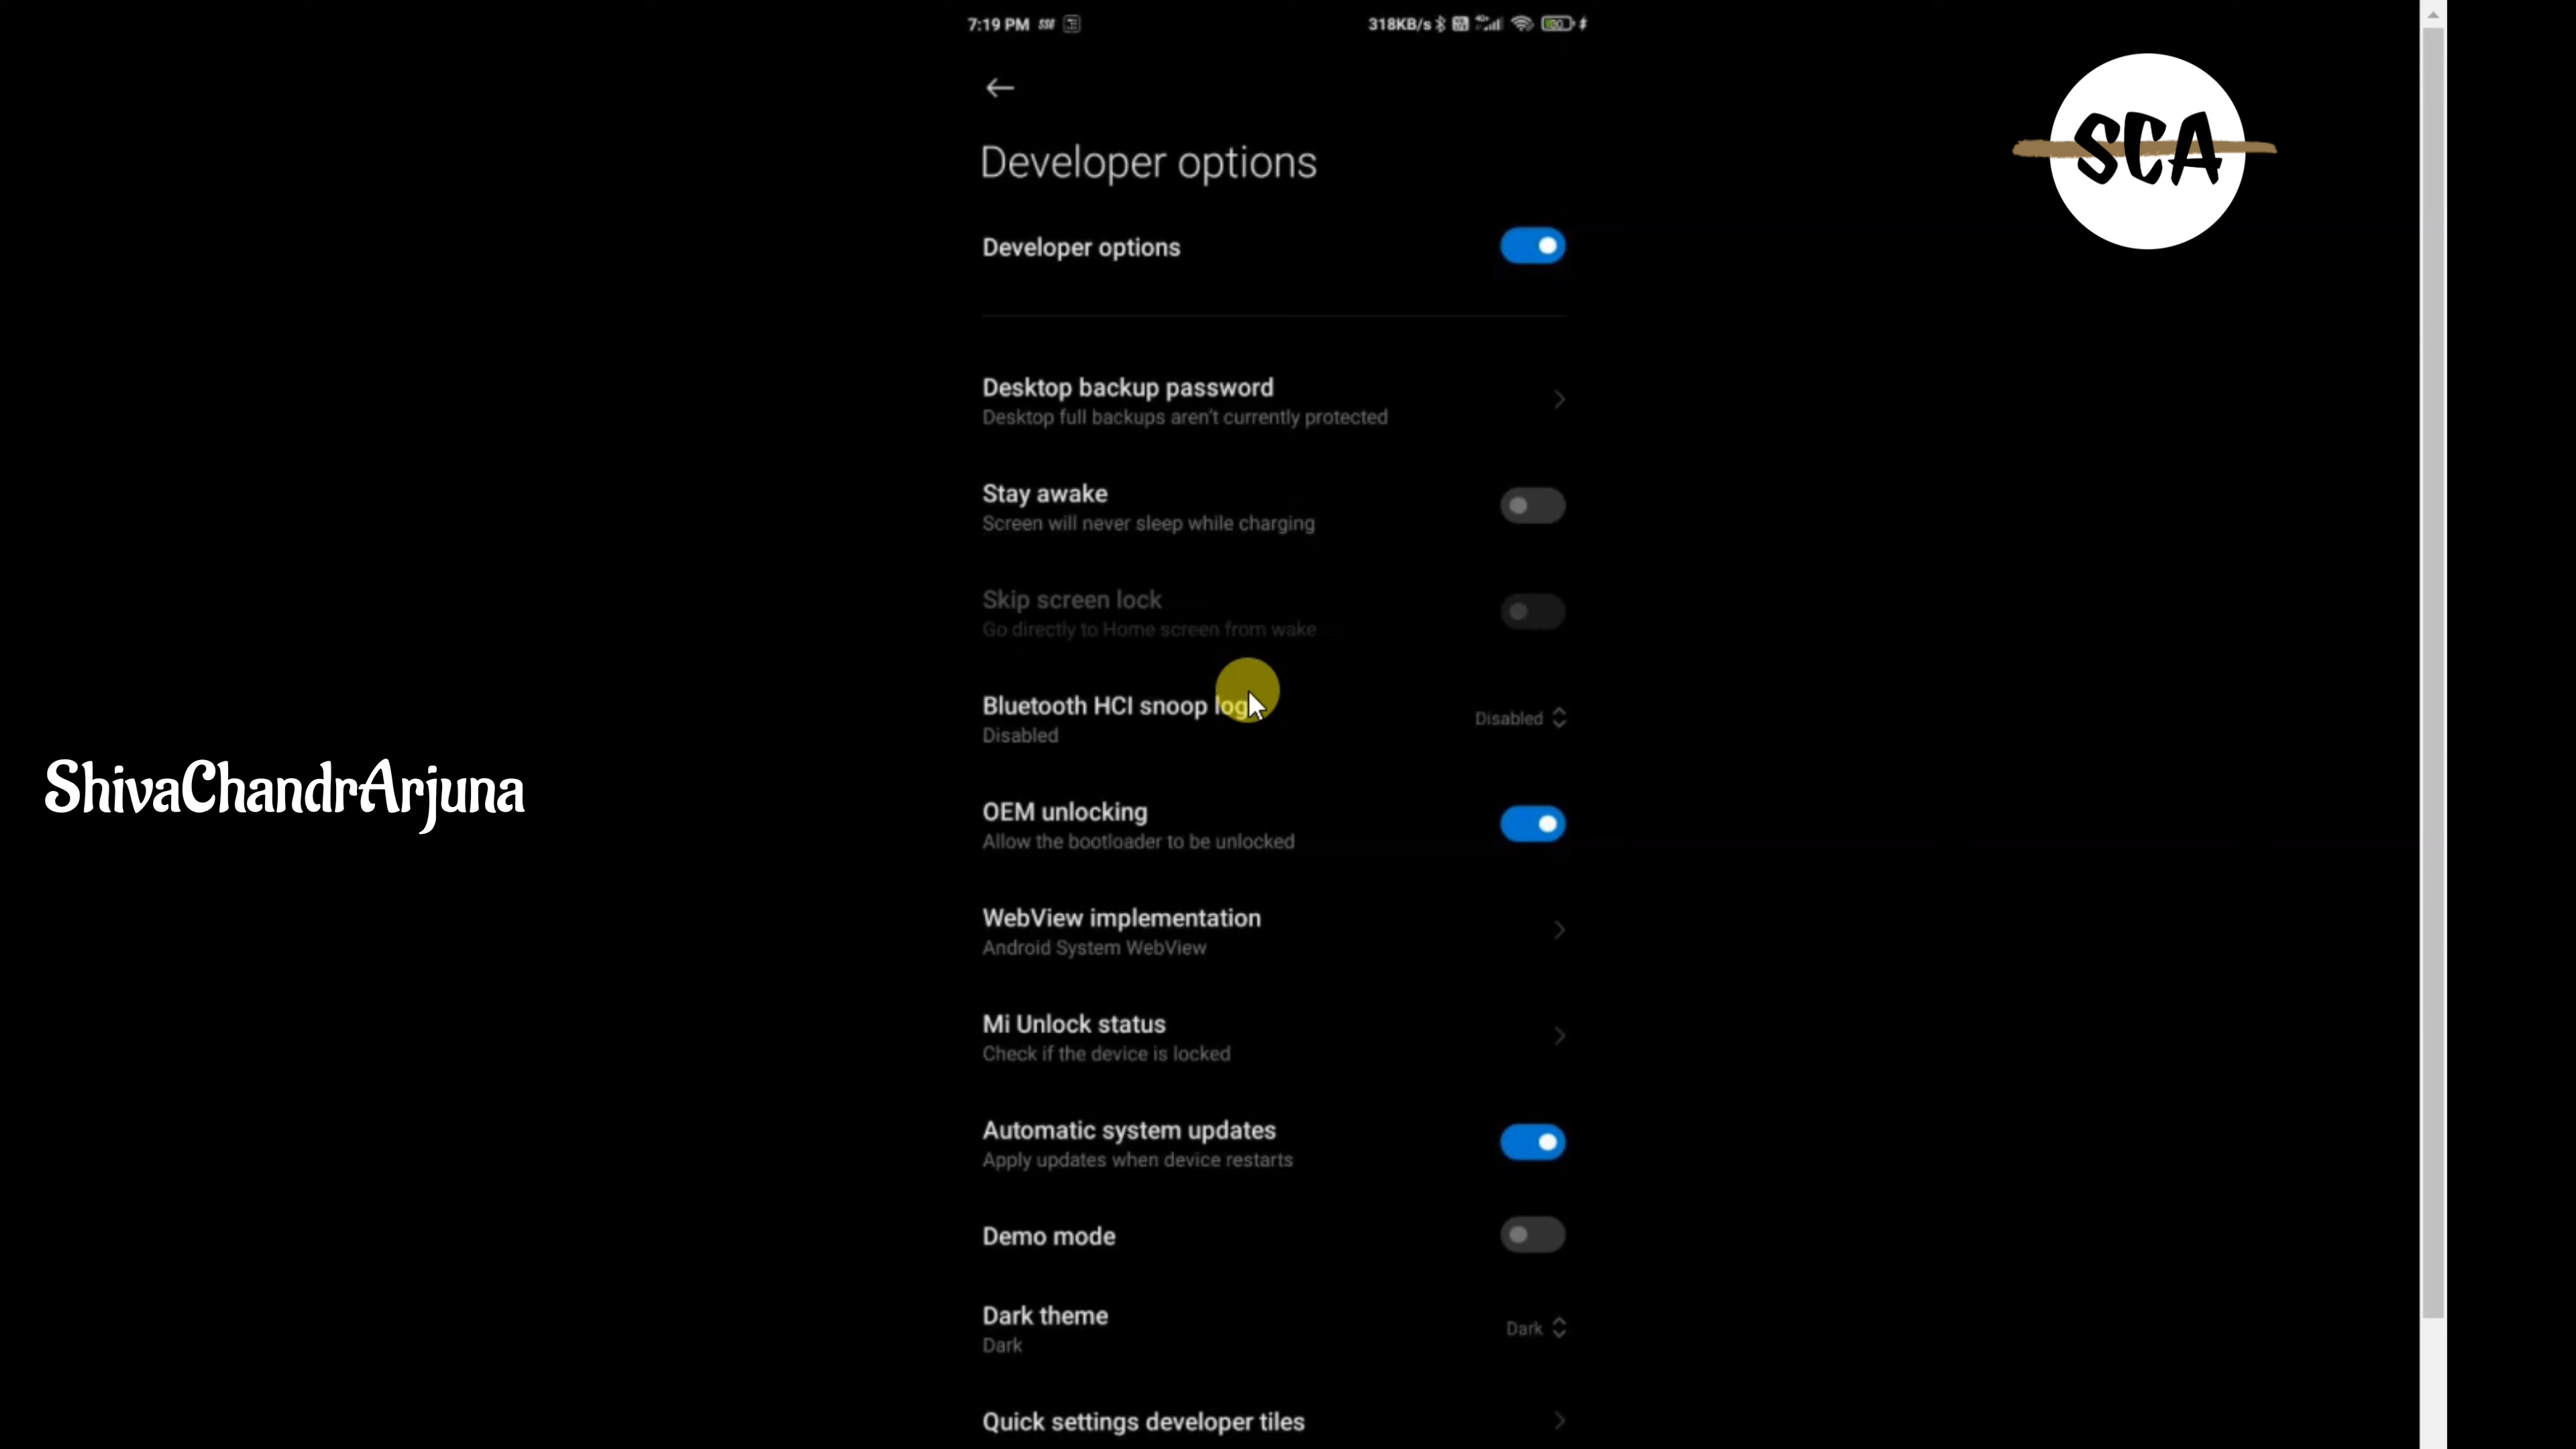 7:19 PM
318KB/s
SCA
Developer options
Developer options
Desktop backup password
Desktop full backups aren't currently protected
Stay awake
Screen will never sleep while charging
Skip screen lock
Go directly to Home screen from wake
Bluetooth HCI snoop log
Disabled
Disabled
ShivaChandrArjuna
OEM unlocking
Allow the bootloader to be unlocked
WebView implementation
Android System WebView
Mi Unlock status
Check if the device is locked
Automatic system updates
Apply updates when device restarts
Demo mode
Dark theme
Dark
Dark
Quick settings developer tiles